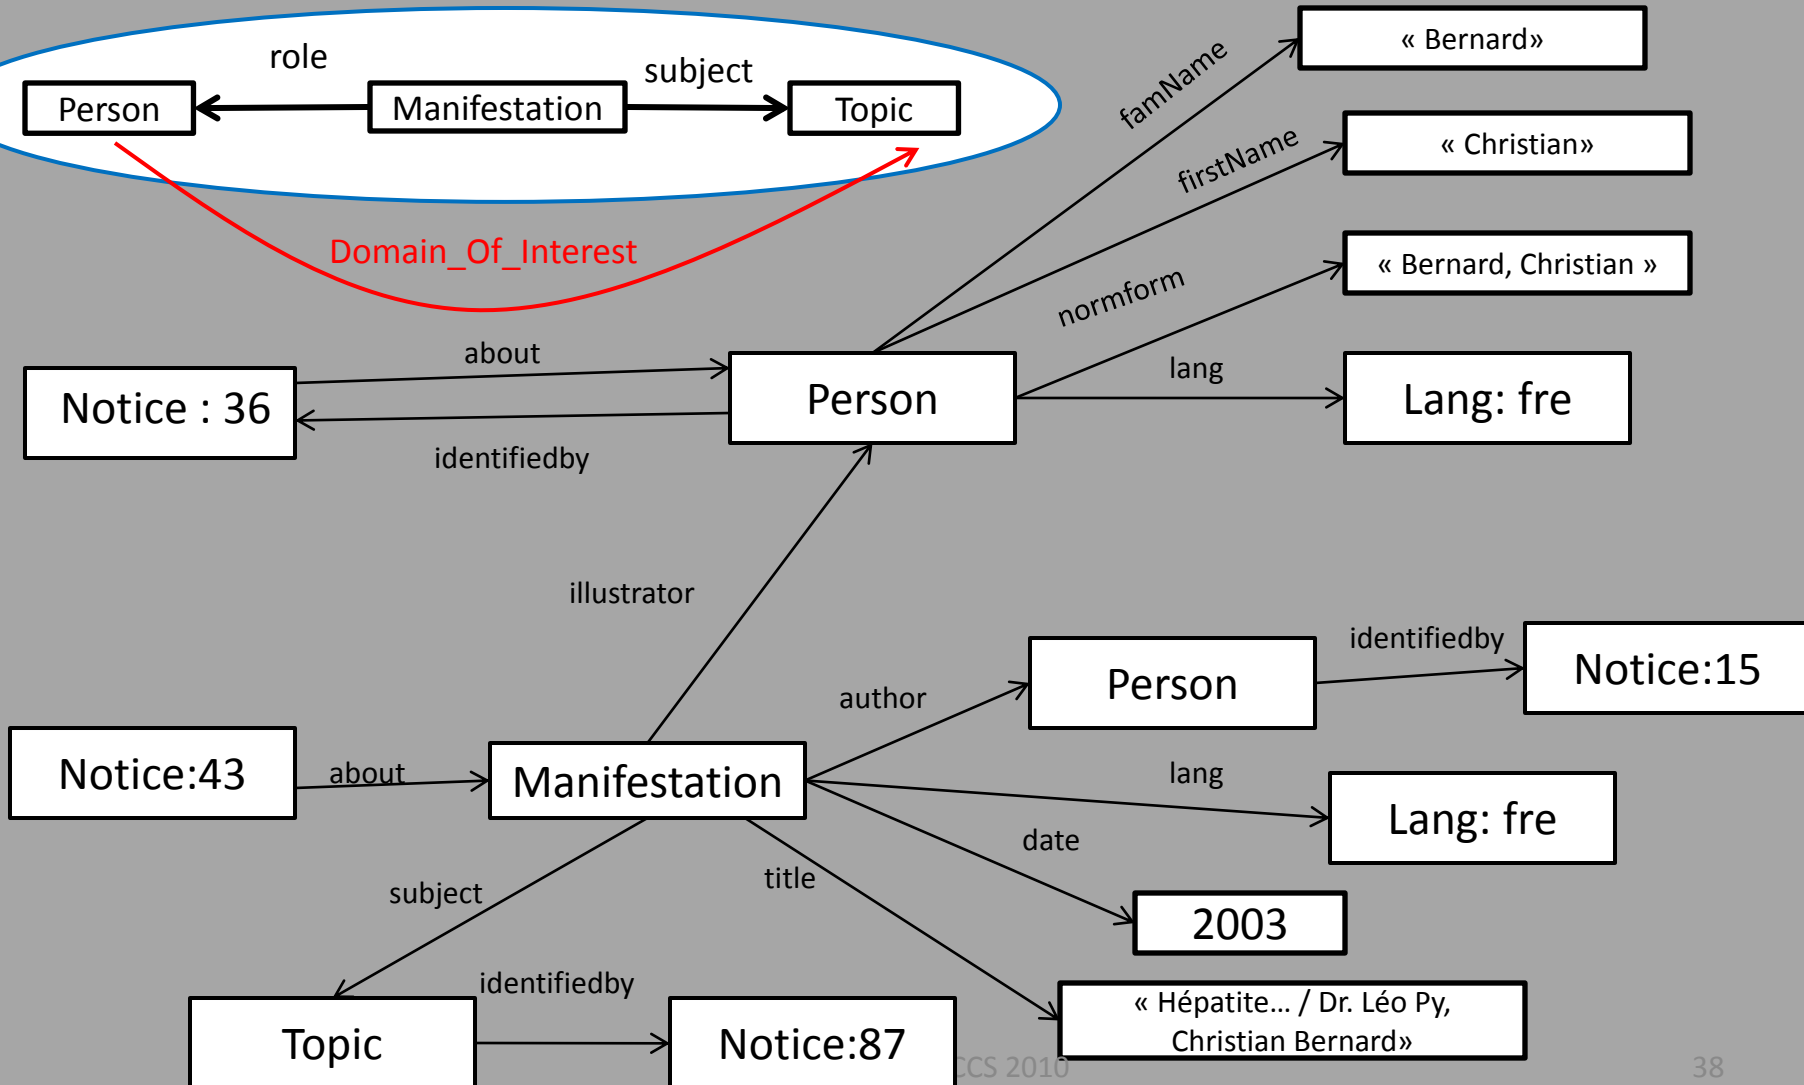 role
subject
Person
Manifestation
Topic
Domain_Of_Interest
famName
« Bernard»
firstName
« Christian»
normform
« Bernard, Christian »
Notice : 36
about
identifiedby
Person
lang
Lang: fre
illustrator
author
Person
identifiedby
Notice:15
Notice:43
about
Manifestation
lang
Lang: fre
date
2003
subject
title
« Hépatite... / Dr. Léo Py,
Christian Bernard»
Topic
identifiedby
Notice:87
CCS 2010
38